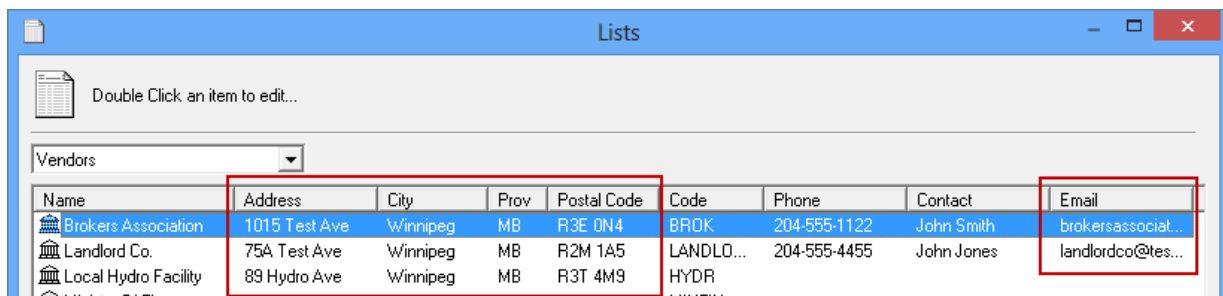 Lists
Double Click an item to edit...
Vendors
Name Address City Prov Postal Code Code Phone Contact Email
Brokers Association 1015 Test Ave Winnipeg MB R3E 0N4 BROK 204-555-1122 John Smith brokersassociat...
Landlord Co. 75A Test Ave Winnipeg MB R2M 1A5 LANDLO... 204-555-4455 John Jones landlordco@tes...
Local Hydro Facility 89 Hydro Ave Winnipeg MB R3T 4M9 HYDR